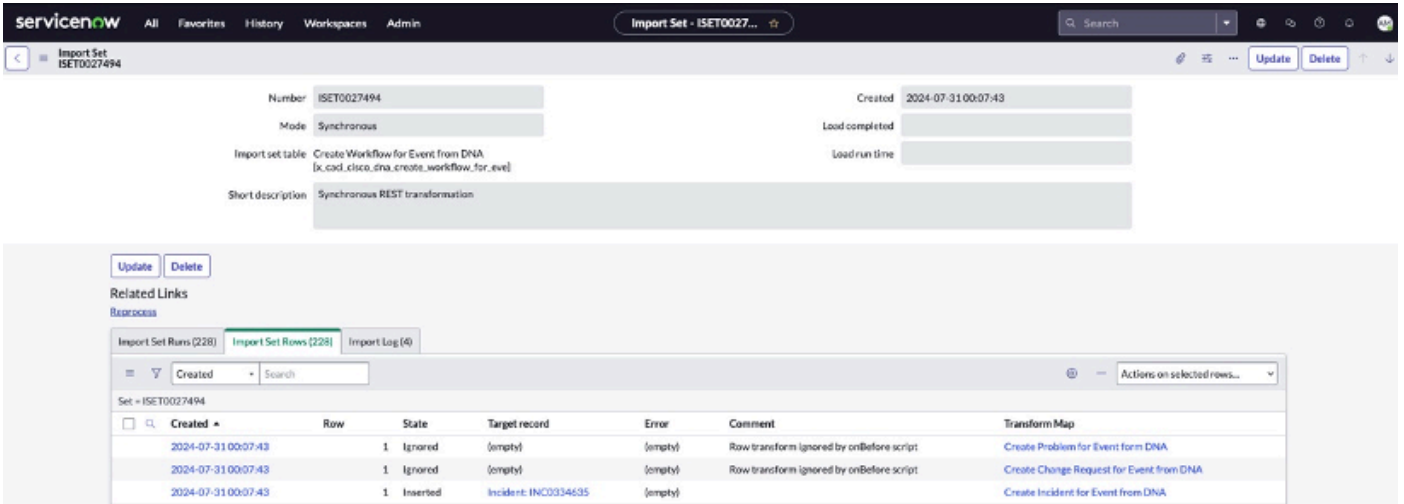 servicenow All Favorites History Workspaces Admin Import Set - ISET0027... Search
Import Set
ISET0027494
Update Delete
Number ISET0027494 Created 2024-07-31 00:07:43
Mode Synchronous Load completed
Import set table Create Workflow for Event from DNA Load run time
[x_caci_cisco_dna_create_workflow_for_eve]
Short description Synchronous REST transformation
Update Delete
Related Links
Reprocess
Import Set Runs (228) Import Set Rows (228) Import Log (4)
Created Search Actions on selected rows...
Set = ISET0027494
Created Row State Target record Error Comment Transform Map
2024-07-31 00:07:43 1 Ignored (empty) (empty) Row transform ignored by onBefore script Create Problem for Event form DNA
2024-07-31 00:07:43 1 Ignored (empty) (empty) Row transform ignored by onBefore script Create Change Request for Event from DNA
2024-07-31 00:07:43 1 Inserted Incident: INC0334635 (empty) Create Incident for Event from DNA